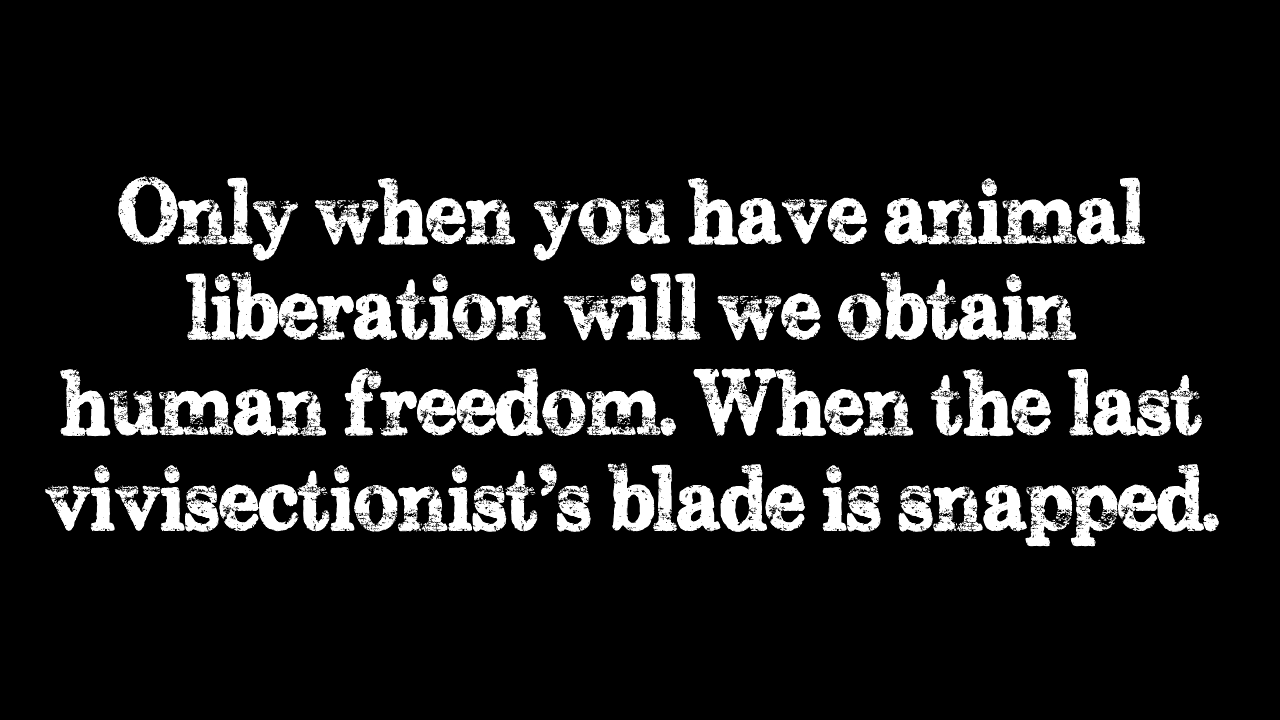 Only when you have animal
liberation will we obtain
human freedom. When the last
vivisectionist's blade is snapped.